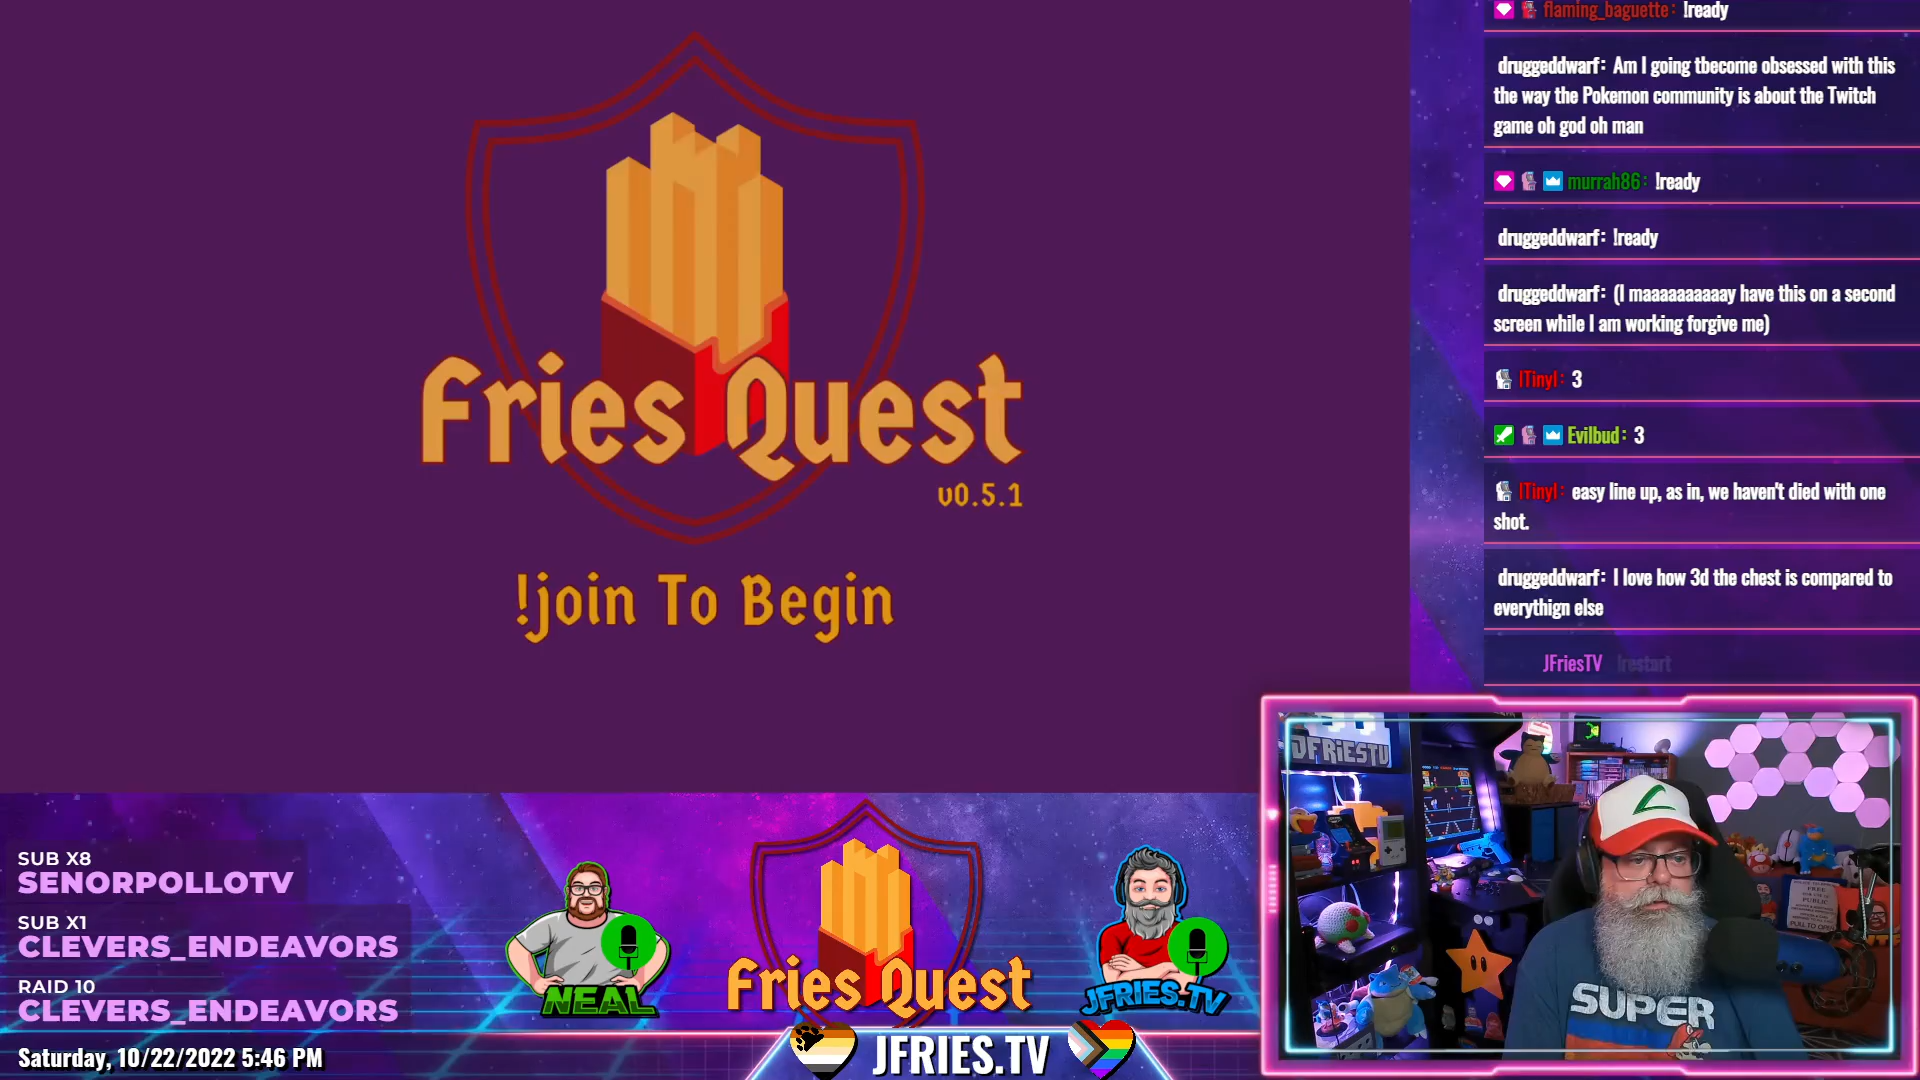 Fries Quest
v0.5.1
!join To Begin
flaming_baguette: !ready
druggeddwarf: Am I going tbecome obsessed with this
the way the Pokemon community is about the Twitch
game oh god oh man
murrah86: !ready
druggeddwarf: !ready
druggeddwarf: (I maaaaaaaaaay have this on a second
screen while I am working forgive me)
lTinyl: 3
Evilbud: 3
lTinyl: easy line up, as in, we haven't died with one
shot.
druggeddwarf: I love how 3d the chest is compared to
everythign else
JFriesTV !restart
SUB X8
SENORPOLLOTV
SUB X1
CLEVERS_ENDEAVORS
RAID 10
CLEVERS_ENDEAVORS
Saturday, 10/22/2022 5:46 PM
NEAL
Fries Quest
JFRIES.TV
JFRIES.TV
JFRIESTV
SUPER